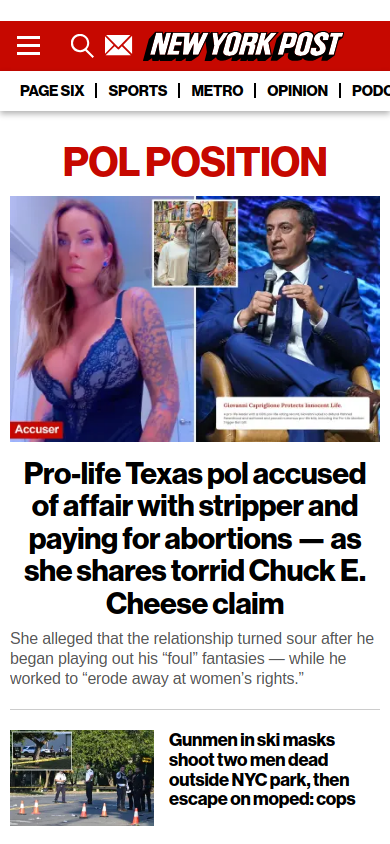 NEW YORK POST
PAGE SIX | SPORTS | METRO | OPINION | PODC
POL POSITION
Giovanni Capriglione Protects Innocent Life.
Accuser
Pro-life Texas pol accused
of affair with stripper and
paying for abortions — as
she shares torrid Chuck E.
Cheese claim
She alleged that the relationship turned sour after he
began playing out his “foul” fantasies — while he
worked to “erode away at women’s rights.”
Gunmen in ski masks
shoot two men dead
outside NYC park, then
escape on moped: cops